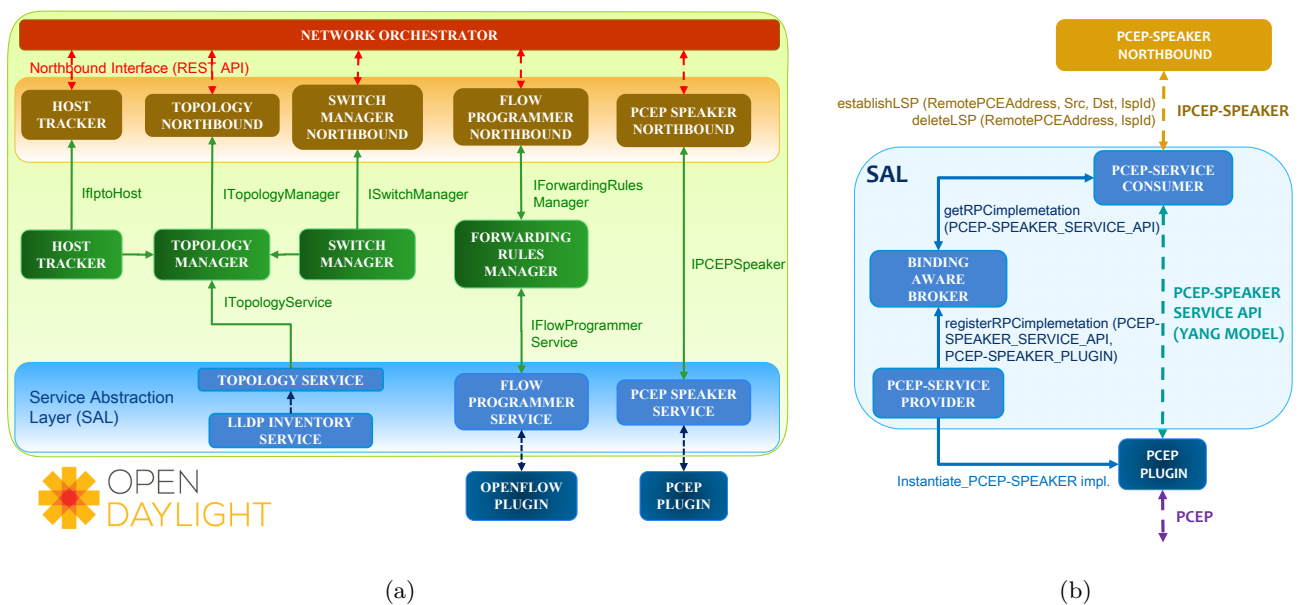 NETWORK ORCHESTRATOR
Northbound Interface (REST API)
HOST
TRACKER
TOPOLOGY
NORTHBOUND
SWITCH
MANAGER
NORTHBOUND
FLOW
PROGRAMMER
NORTHBOUND
PCEP SPEAKER
NORTHBOUND
IfIptoHost
ITopologyManager
ISwitchManager
IForwardingRules
Manager
HOST
TRACKER
TOPOLOGY
MANAGER
SWITCH
MANAGER
FORWARDING
RULES
MANAGER
IPCEPSpeaker
ITopologyService
IFlowProgrammer
Service
Service Abstraction
Layer (SAL)
TOPOLOGY SERVICE
LLDP INVENTORY
SERVICE
FLOW
PROGRAMMER
SERVICE
PCEP SPEAKER
SERVICE
OPEN
DAYLIGHT
OPENFLOW
PLUGIN
PCEP
PLUGIN
(a)
PCEP-SPEAKER
NORTHBOUND
establishLSP (RemotePCEAddress, Src, Dst, lspId)
deleteLSP (RemotePCEAddress, lspId)
IPCEP-SPEAKER
SAL
PCEP-SERVICE
CONSUMER
getRPCimplemetation
(PCEP-SPEAKER_SERVICE_API)
BINDING
AWARE
BROKER
PCEP-SPEAKER
SERVICE API
(YANG MODEL)
registerRPCimplemetation (PCEP-
SPEAKER_SERVICE_API,
PCEP-SPEAKER_PLUGIN)
PCEP-SERVICE
PROVIDER
PCEP
PLUGIN
Instantiate_PCEP-SPEAKER impl.
PCEP
(b)